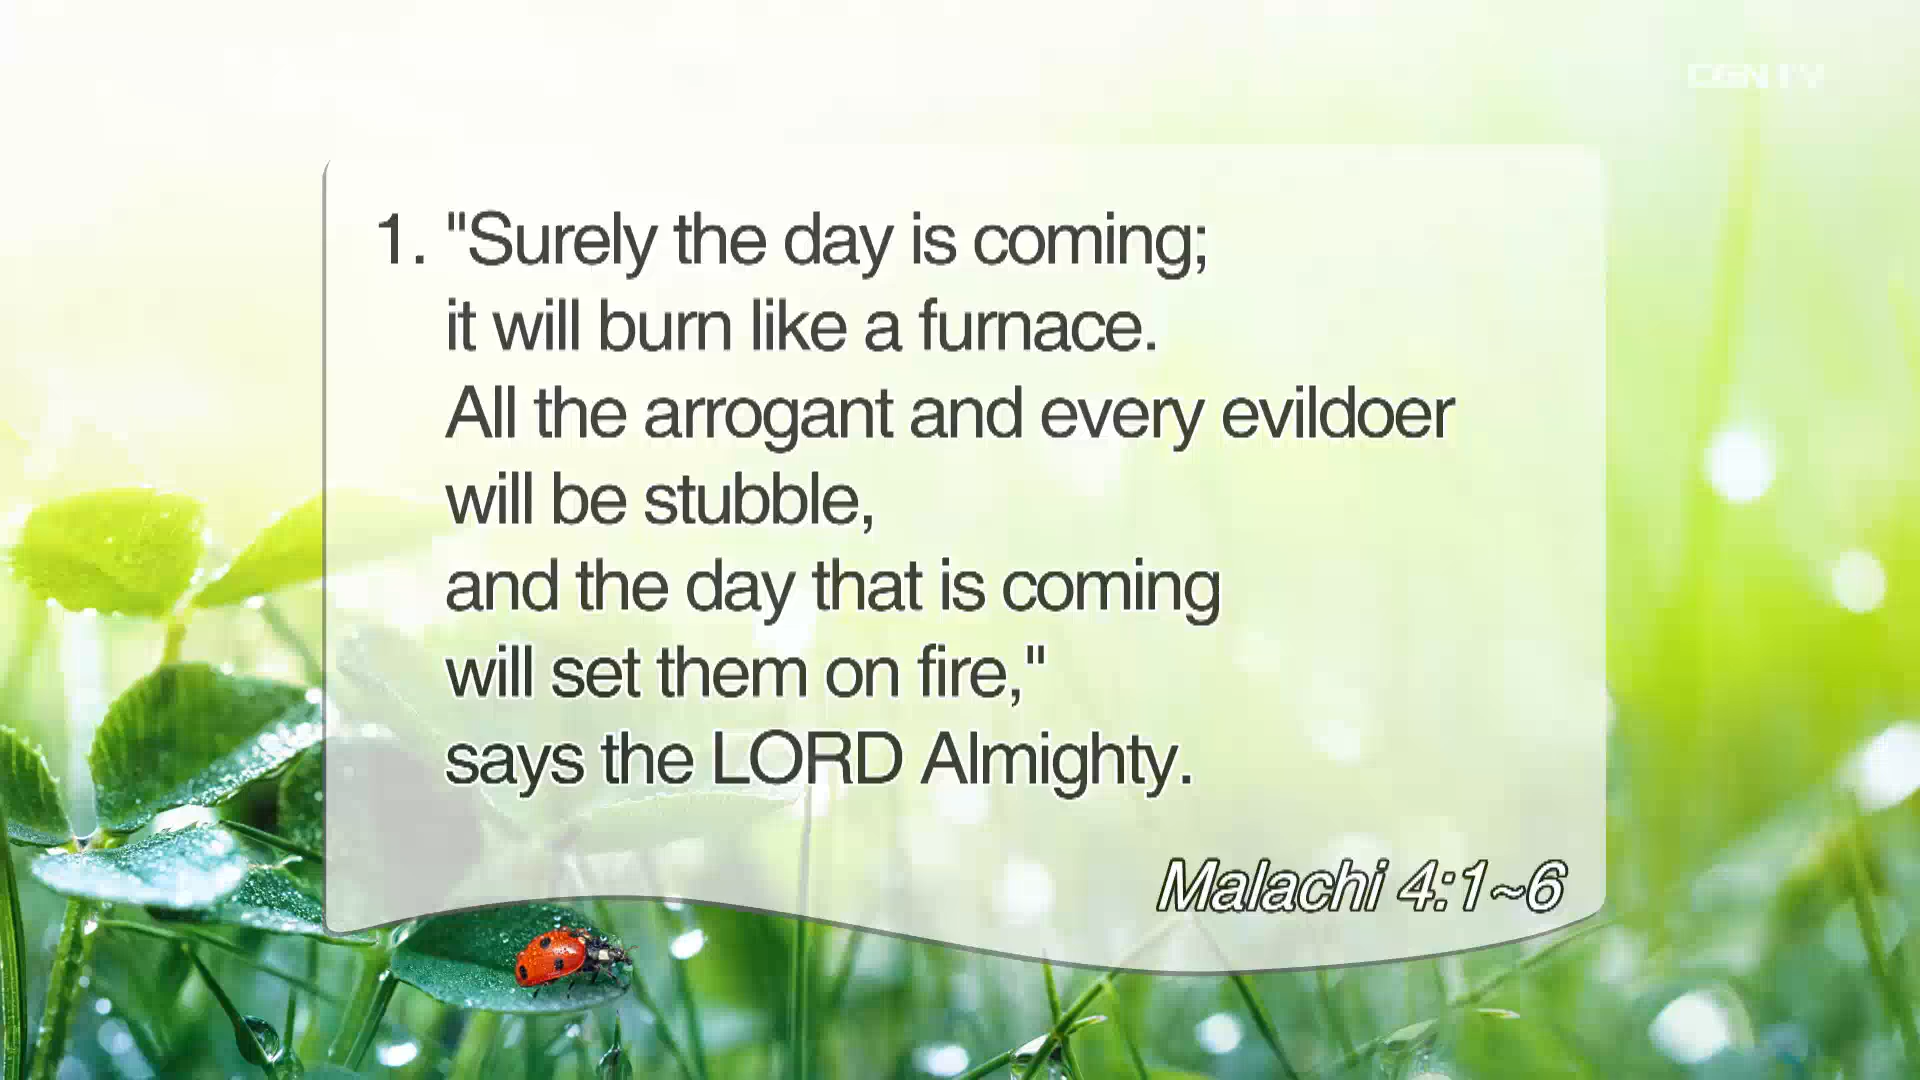 CGN TV
1. "Surely the day is coming;
it will burn like a furnace.
All the arrogant and every evildoer
will be stubble,
and the day that is coming
will set them on fire,"
says the LORD Almighty.
Malachi 4:1~6